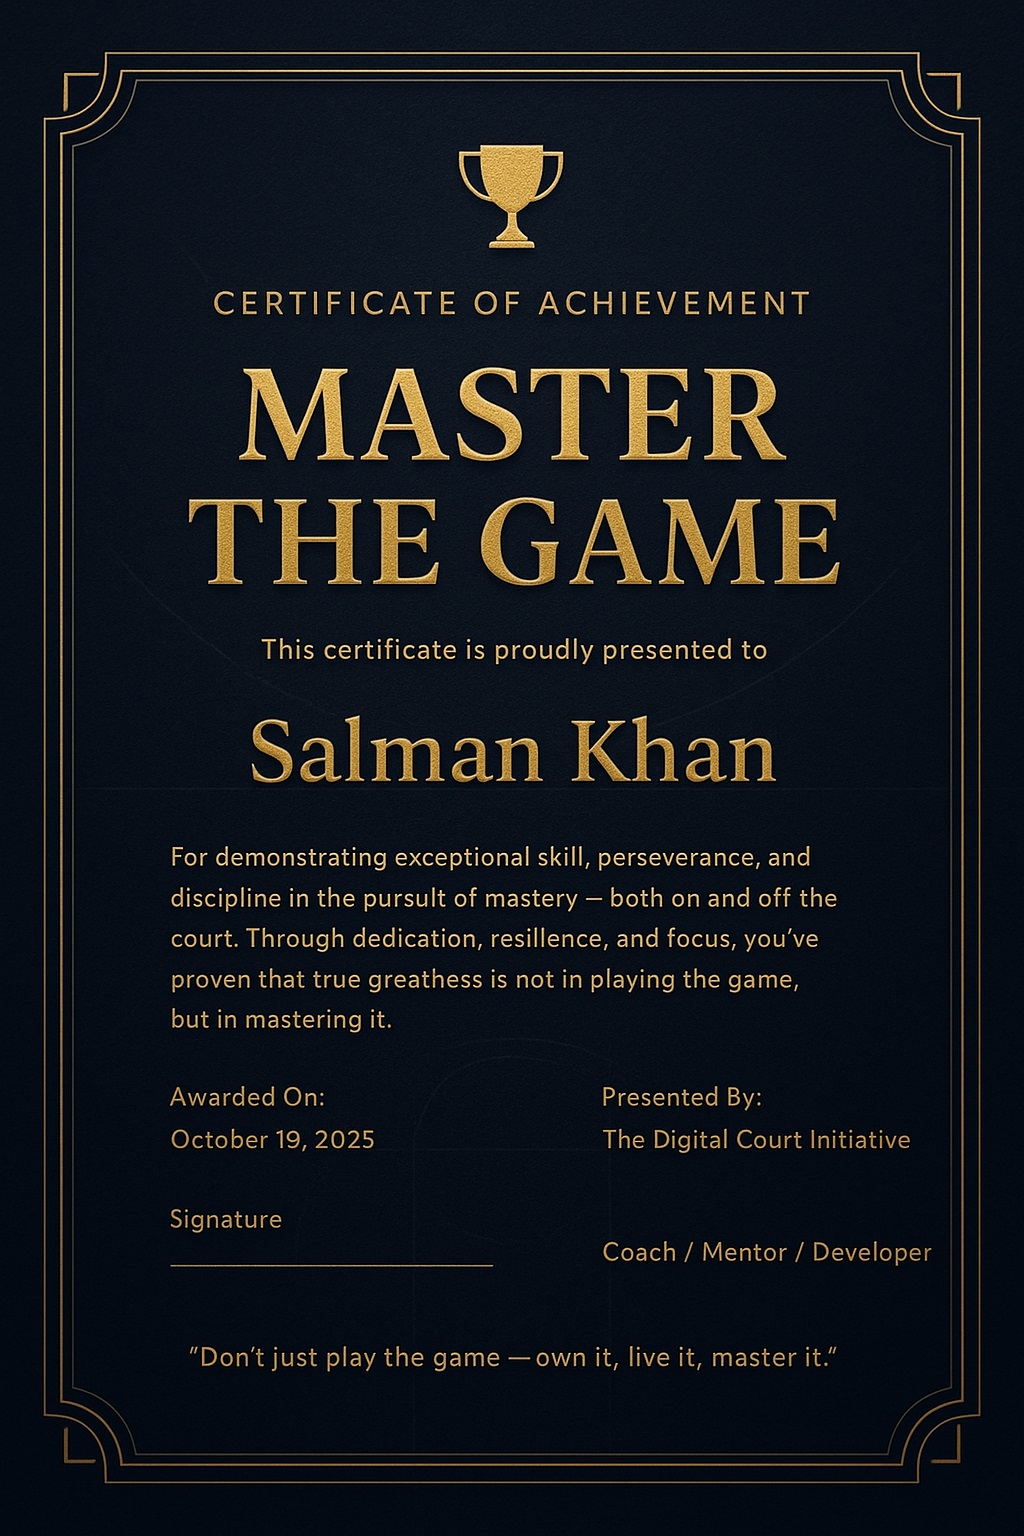 CERTIFICATE OF ACHIEVEMENT
MASTER
THE GAME
This certificate is proudly presented to
Salman Khan
For demonstrating exceptional skill, perseverance, and
discipline in the pursult of mastery — both on and off the
court. Through dedication, resillence, and focus, you’ve
proven that true greathess is not in playing the game,
but in mastering it.
Awarded On:
October 19, 2025
Presented By:
The Digital Court Initiative
Signature
Coach / Mentor / Developer
“Don’t just play the game — own it, live it, master it.“